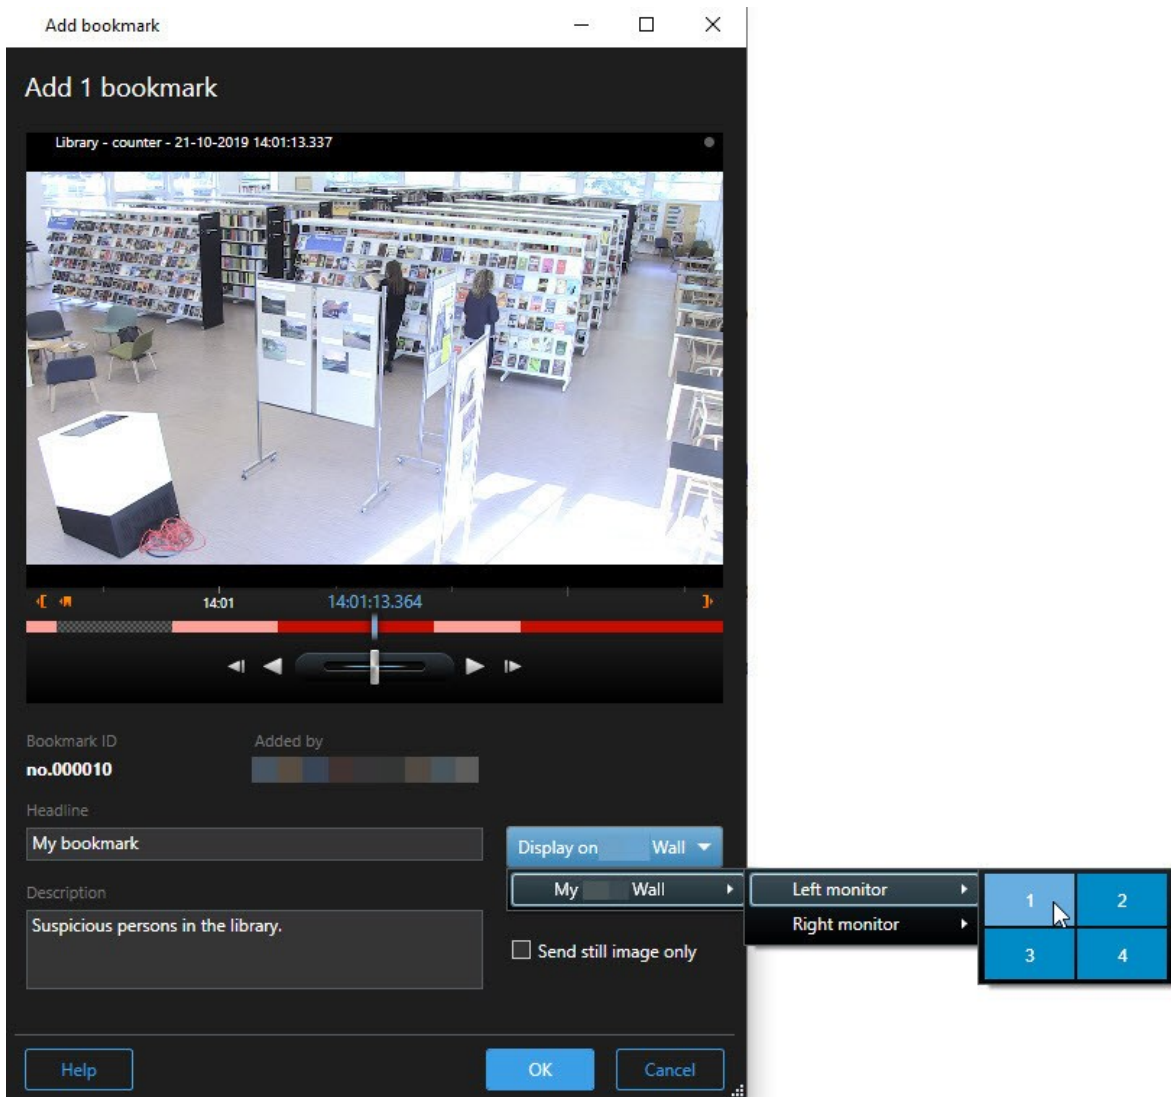 Add bookmark
Add 1 bookmark
Library - counter - 21-10-2019 14:01:13.337
14:01
14:01:13.364
Bookmark ID
Added by
no.000010
Headline
My bookmark
Display on Wall
My Wall
Left monitor
1
2
Description
Right monitor
Suspicious persons in the library.
Send still image only
3
4
Help
OK
Cancel